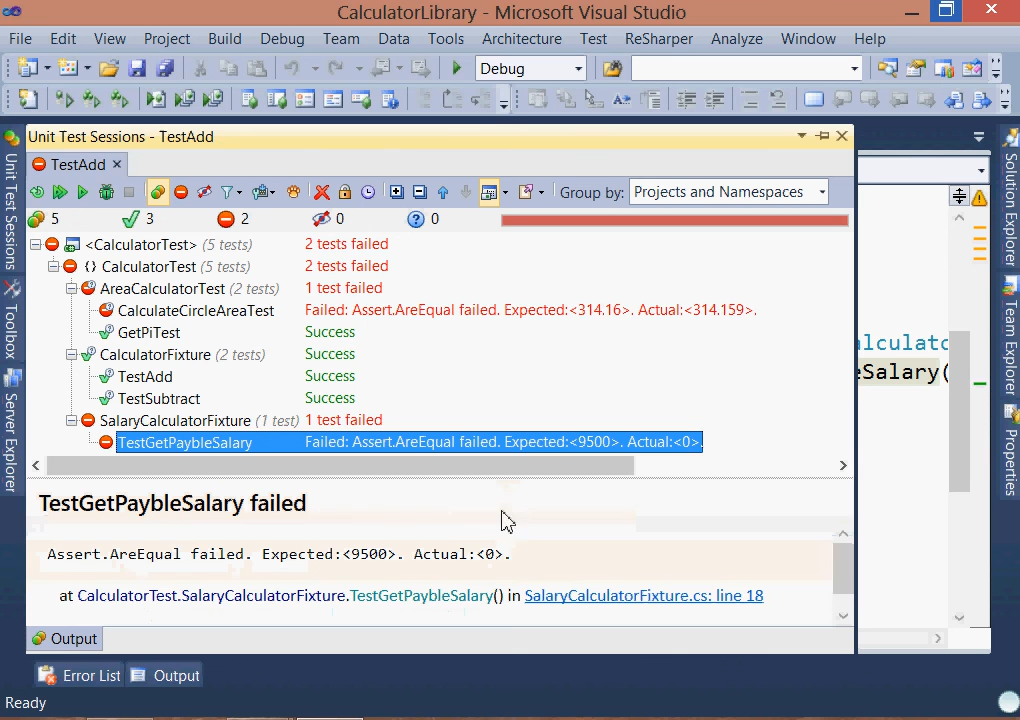 CalculatorLibrary - Microsoft Visual Studio
File Edit View Project Build Debug Team Data Tools Architecture Test ReSharper Analyze Window Help
Debug
Unit Test Sessions - TestAdd
TestAdd
Group by: Projects and Namespaces
5 3 2 0 0
<CalculatorTest> (5 tests) 2 tests failed
CalculatorTest (5 tests) 2 tests failed
AreaCalculatorTest (2 tests) 1 test failed
CalculateCircleAreaTest Failed: Assert.AreEqual failed. Expected:<314.16>. Actual:<314.159>.
GetPiTest Success
CalculatorFixture (2 tests) Success
TestAdd Success
TestSubtract Success
SalaryCalculatorFixture (1 test) 1 test failed
TestGetPaybleSalary Failed: Assert.AreEqual failed. Expected:<9500>. Actual:<0>.
TestGetPaybleSalary failed
Assert.AreEqual failed. Expected:<9500>. Actual:<0>.
at CalculatorTest.SalaryCalculatorFixture.TestGetPaybleSalary() in SalaryCalculatorFixture.cs: line 18
Output
Error List Output
Ready
Unit Test Sessions
Toolbox
Server Explorer
alculato
eSalary(
Solution Explorer
Team Explorer
Properties